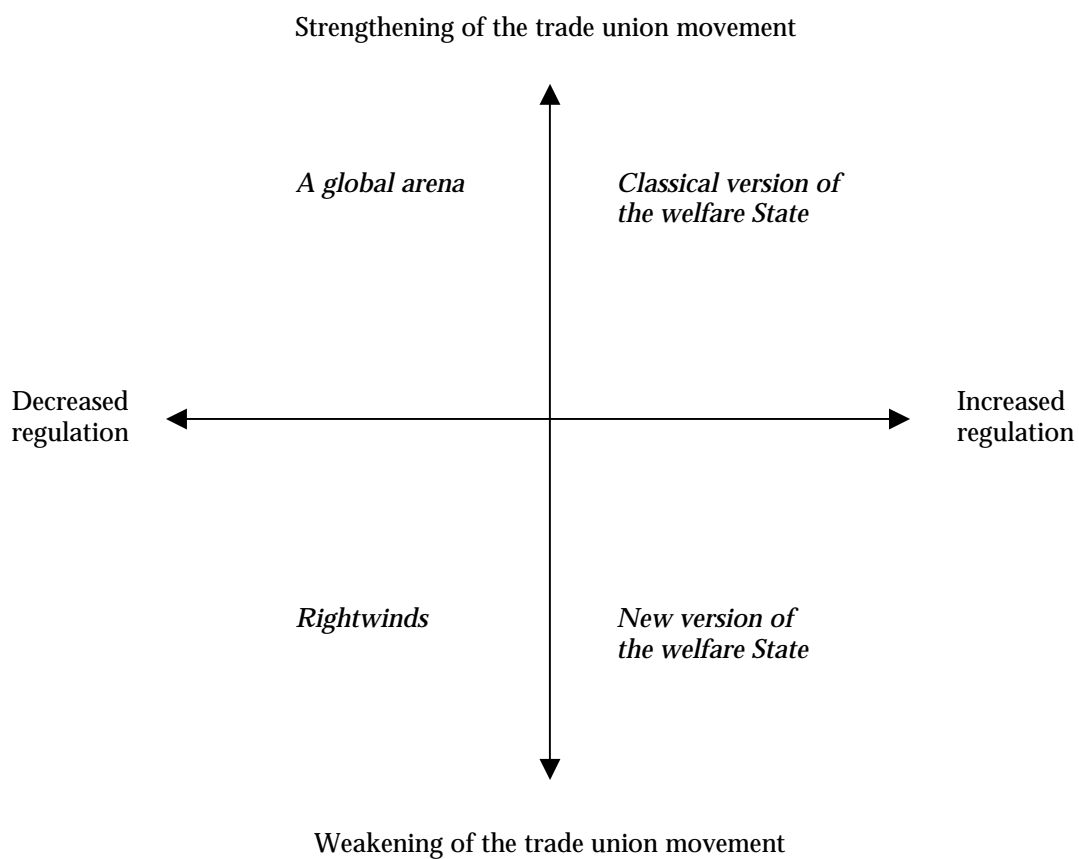 Strengthening of the trade union movement
A global arena
Classical version of
the welfare State
Decreased
regulation
Increased
regulation
Rightwinds
New version of
the welfare State
Weakening of the trade union movement